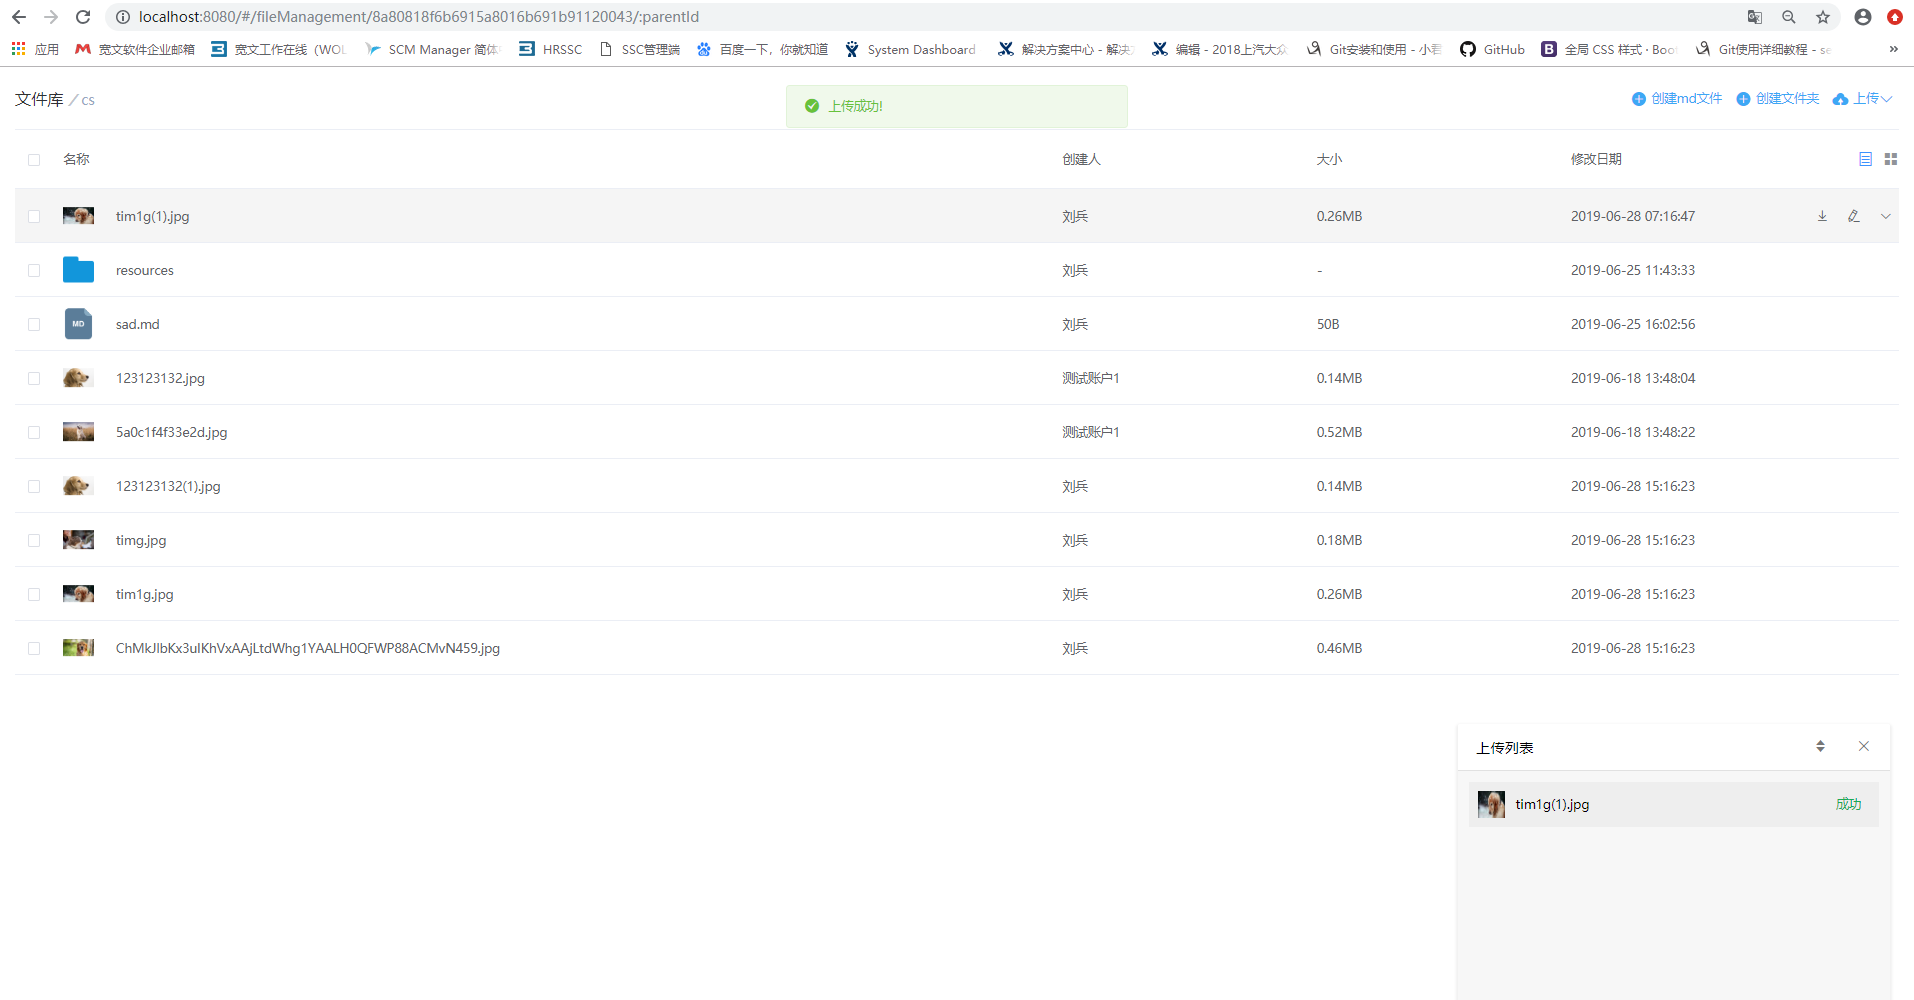 localhost:8080/#/fileManagement/8a80818f6b6915a8016b691b91120043/:parentId
应用 宽文软件企业邮箱 宽文工作在线（WOL SCM Manager 简体 HRSSC SSC管理端 百度一下，你就知道 System Dashboard 解决方案中心 - 解决 编辑 - 2018上汽大众 Git安装和使用 - 小君 GitHub 全局 CSS 样式 · Boo Git使用详细教程 - se »
文件库 / cs 上传成功! 创建md文件 创建文件夹 上传
名称 创建人 大小 修改日期
tim1g(1).jpg 刘兵 0.26MB 2019-06-28 07:16:47
resources 刘兵 - 2019-06-25 11:43:33
MD sad.md 刘兵 50B 2019-06-25 16:02:56
123123132.jpg 测试账户1 0.14MB 2019-06-18 13:48:04
5a0c1f4f33e2d.jpg 测试账户1 0.52MB 2019-06-18 13:48:22
123123132(1).jpg 刘兵 0.14MB 2019-06-28 15:16:23
timg.jpg 刘兵 0.18MB 2019-06-28 15:16:23
tim1g.jpg 刘兵 0.26MB 2019-06-28 15:16:23
ChMkJlbKx3uIKhVxAAjLtdWhg1YAALH0QFWP88ACMvN459.jpg 刘兵 0.46MB 2019-06-28 15:16:23
上传列表
tim1g(1).jpg 成功